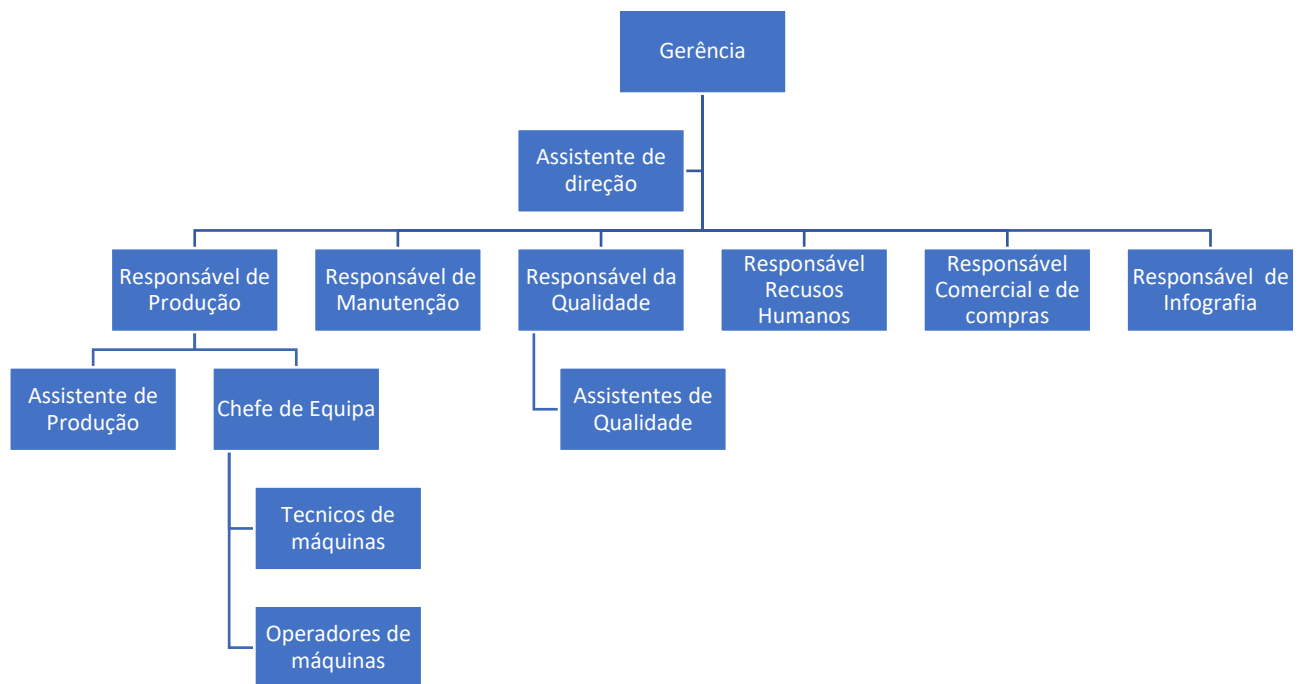 Gerência
Assistente de
direção
Responsável de
Produção
Responsável de
Manutenção
Responsável da
Qualidade
Responsável
Recusos
Humanos
Responsável
Comercial e de
compras
Responsável de
Infografia
Assistente de
Produção
Chefe de Equipa
Assistentes de
Qualidade
Tecnicos de
máquinas
Operadores de
máquinas